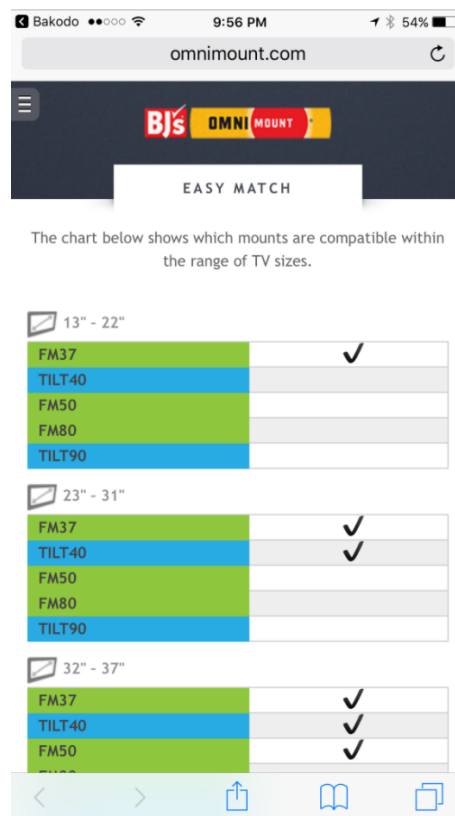 Bakodo 9:56 PM 54%
omnimount.com
BJ's OMNI MOUNT
EASY MATCH
The chart below shows which mounts are compatible within
the range of TV sizes.
13" - 22"
FM37 ✔
TILT40
FM50
FM80
TILT90
23" - 31"
FM37 ✔
TILT40 ✔
FM50
FM80
TILT90
32" - 37"
FM37 ✔
TILT40 ✔
FM50 ✔